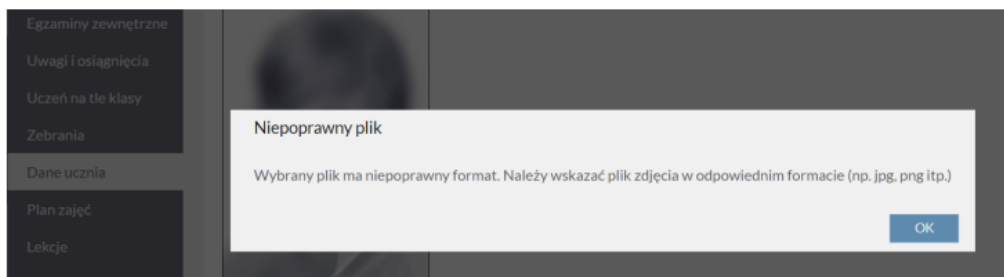 Egzaminy zewnętrzne
Uwagi i osiągnięcia
Uczeń na tle klasy
Zebrania
Dane ucznia
Plan zajęć
Lekcje
Niepoprawny plik
Wybrany plik ma niepoprawny format. Należy wskazać plik zdjęcia w odpowiednim formacie (np. jpg, png itp.)
OK